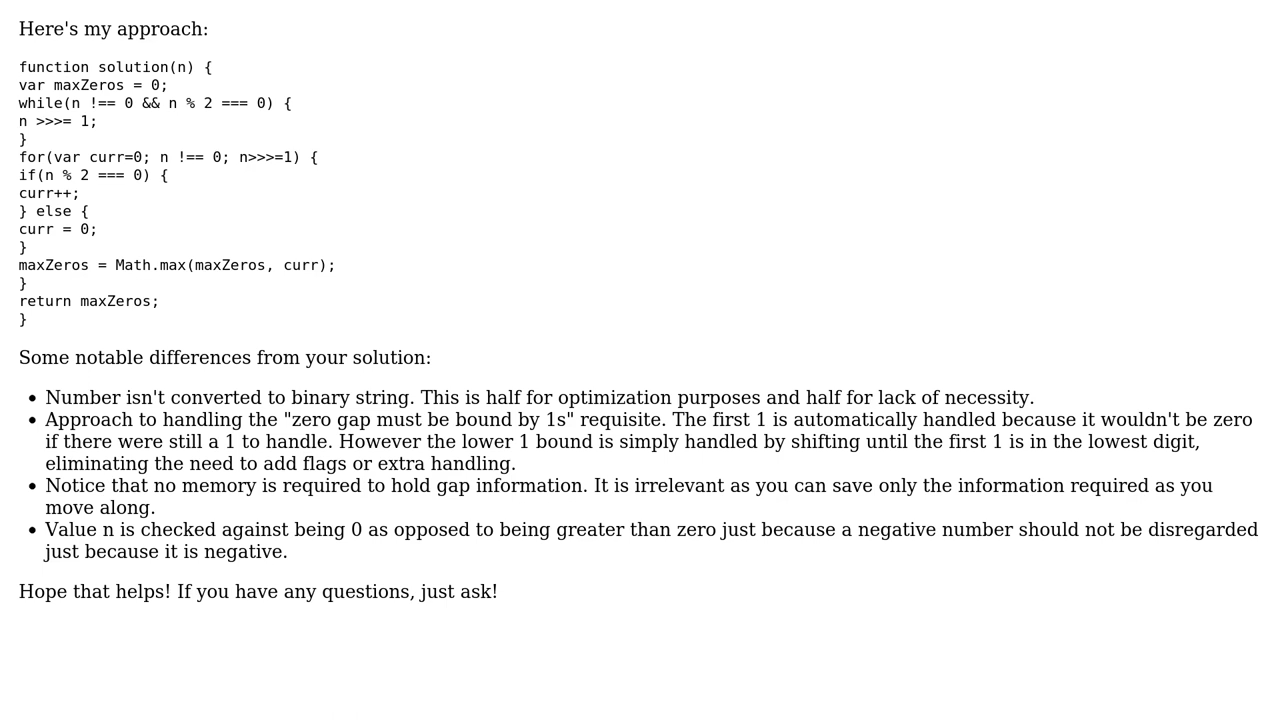 Here's my approach:
function solution(n) {
var maxZeros = 0;
while(n !== 0 && n % 2 === 0) {
n >>>= 1;
}
for(var curr=0; n !== 0; n>>>=1) {
if(n % 2 === 0) {
curr++;
} else {
curr = 0;
}
maxZeros = Math.max(maxZeros, curr);
}
return maxZeros;
}
Some notable differences from your solution:
• Number isn't converted to binary string. This is half for optimization purposes and half for lack of necessity.
• Approach to handling the "zero gap must be bound by 1s" requisite. The first 1 is automatically handled because it wouldn't be zero
if there were still a 1 to handle. However the lower 1 bound is simply handled by shifting until the first 1 is in the lowest digit,
eliminating the need to add flags or extra handling.
• Notice that no memory is required to hold gap information. It is irrelevant as you can save only the information required as you
move along.
• Value n is checked against being 0 as opposed to being greater than zero just because a negative number should not be disregarded
just because it is negative.
Hope that helps! If you have any questions, just ask!